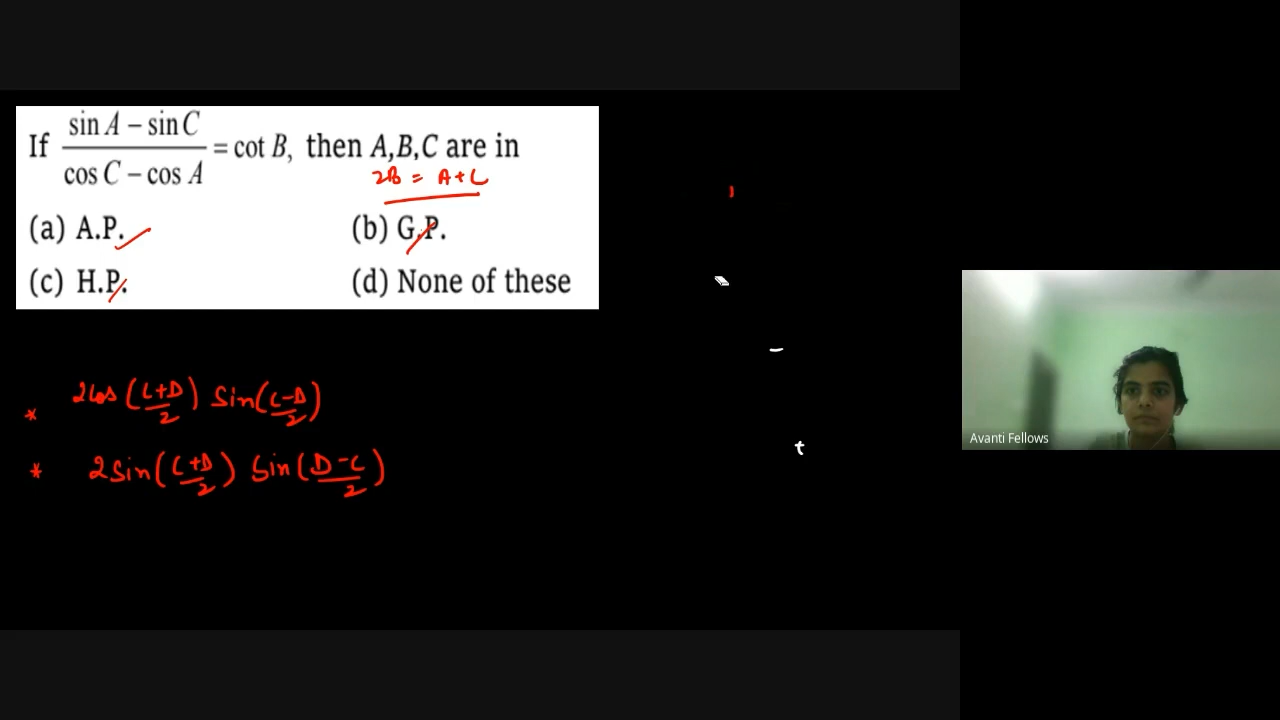 If sin A – sin C / cos C – cos A = cot B, then A,B,C are in
2B = A+C
(a) A.P. (b) G.P.
(c) H.P. (d) None of these
* 2cos (C+D/2) Sin(C-D/2)
* 2Sin(C+D/2) Sin(D-C/2)
Avanti Fellows